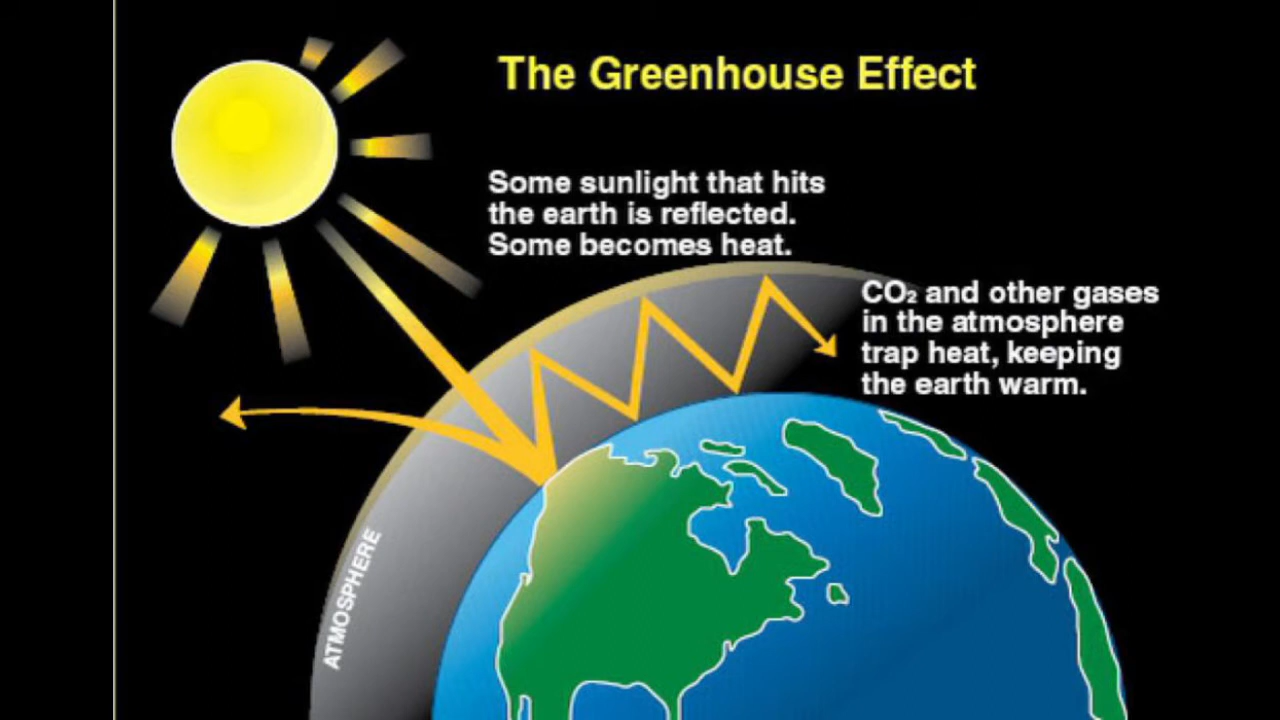 The Greenhouse Effect
Some sunlight that hits
the earth is reflected.
Some becomes heat.
CO₂ and other gases
in the atmosphere
trap heat, keeping
the earth warm.
ATMOSPHERE